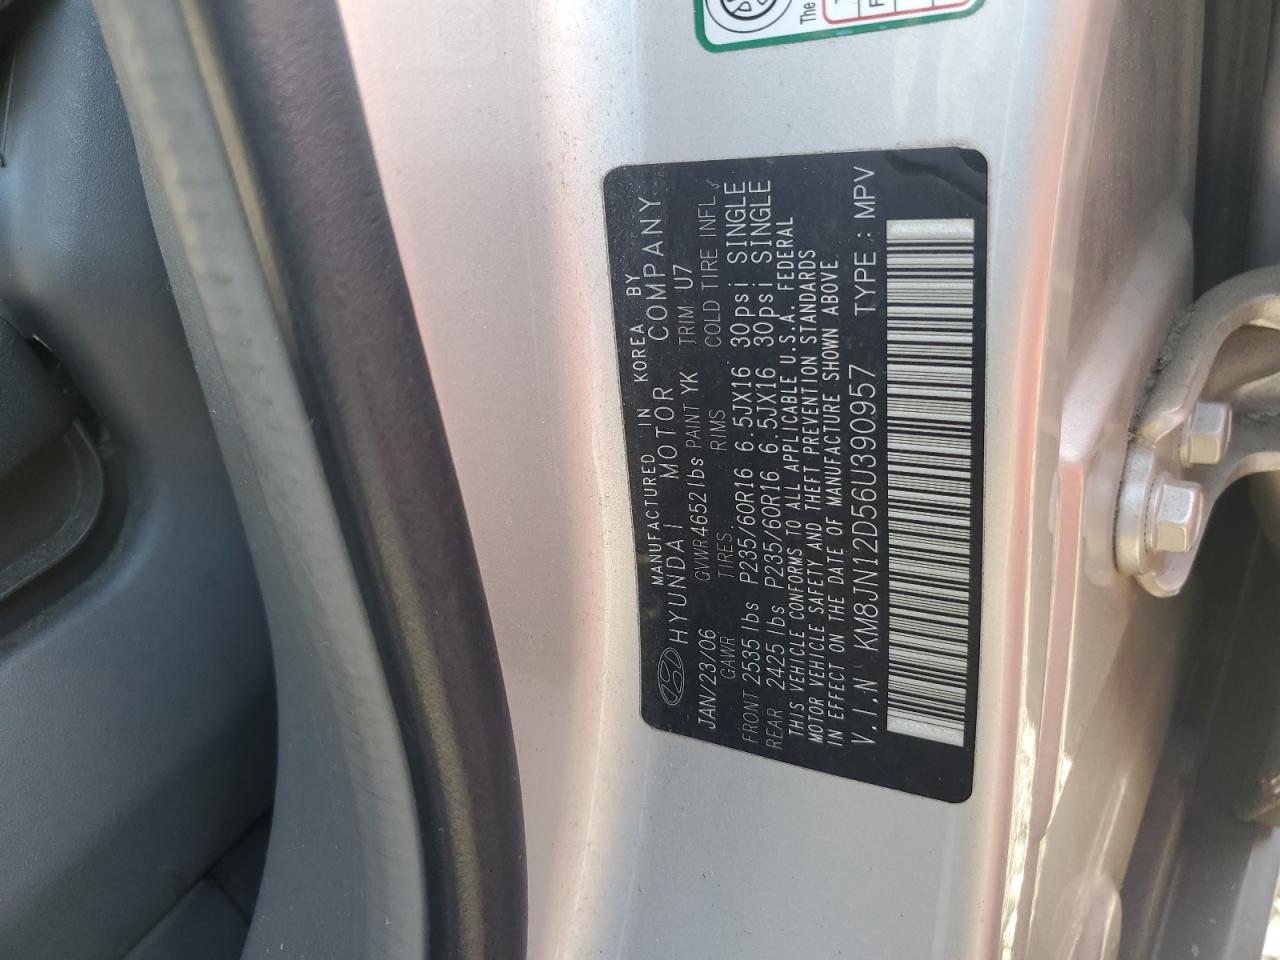 The
MANUFACTURED IN KOREA BY
HYUNDAI MOTOR COMPANY
JAN/23/06 GVWR 4652 lbs PAINT YK TRIM U7
GAWR TIRES RIMS COLD TIRE INFL.
FRONT 2535 lbs P235/60R16 6.5JX16 30psi SINGLE
REAR 2425 lbs P235/60R16 6.5JX16 30psi SINGLE
THIS VEHICLE CONFORMS TO ALL APPLICABLE U.S.A. FEDERAL
MOTOR VEHICLE SAFETY AND THEFT PREVENTION STANDARDS
IN EFFECT ON THE DATE OF MANUFACTURE SHOWN ABOVE
V.I.N KM8JN12D56U390957 TYPE : MPV